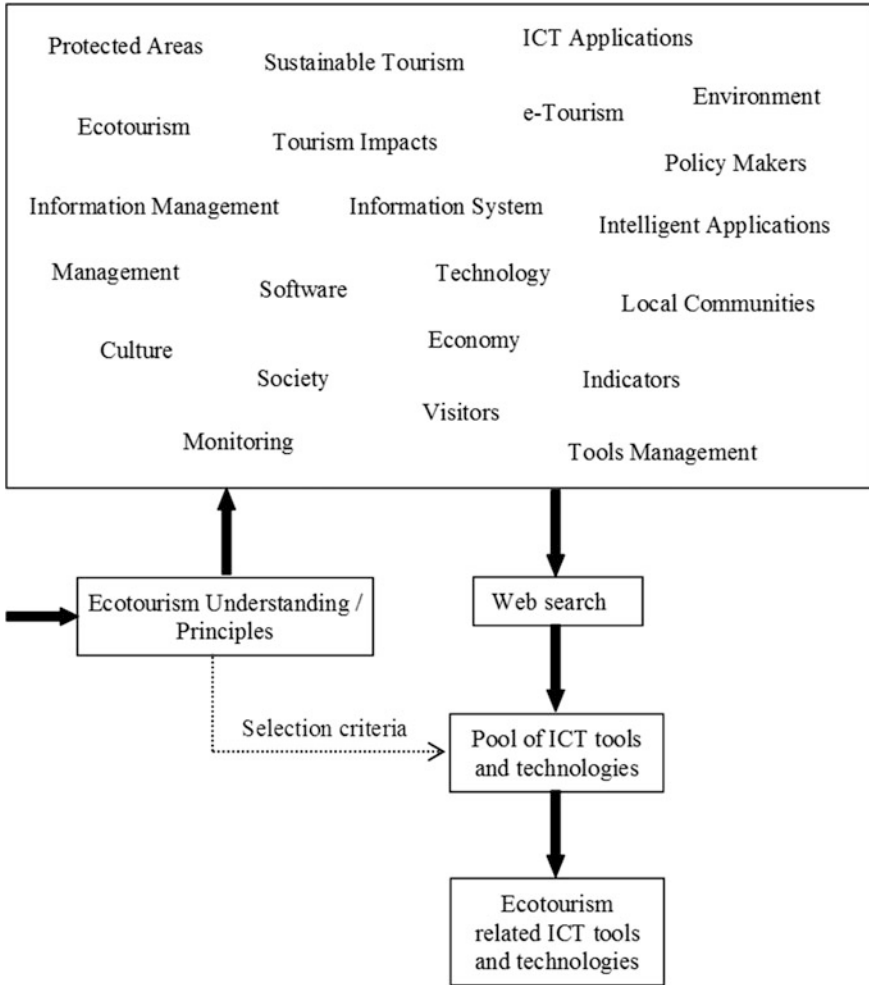 Protected Areas
ICT Applications
Sustainable Tourism
Environment
e-Tourism
Ecotourism
Tourism Impacts
Policy Makers
Information Management
Information System
Intelligent Applications
Management
Technology
Software
Local Communities
Economy
Culture
Society
Indicators
Visitors
Monitoring
Tools Management
Ecotourism Understanding /
Principles
Web search
Selection criteria
Pool of ICT tools
and technologies
Ecotourism
related ICT tools
and technologies